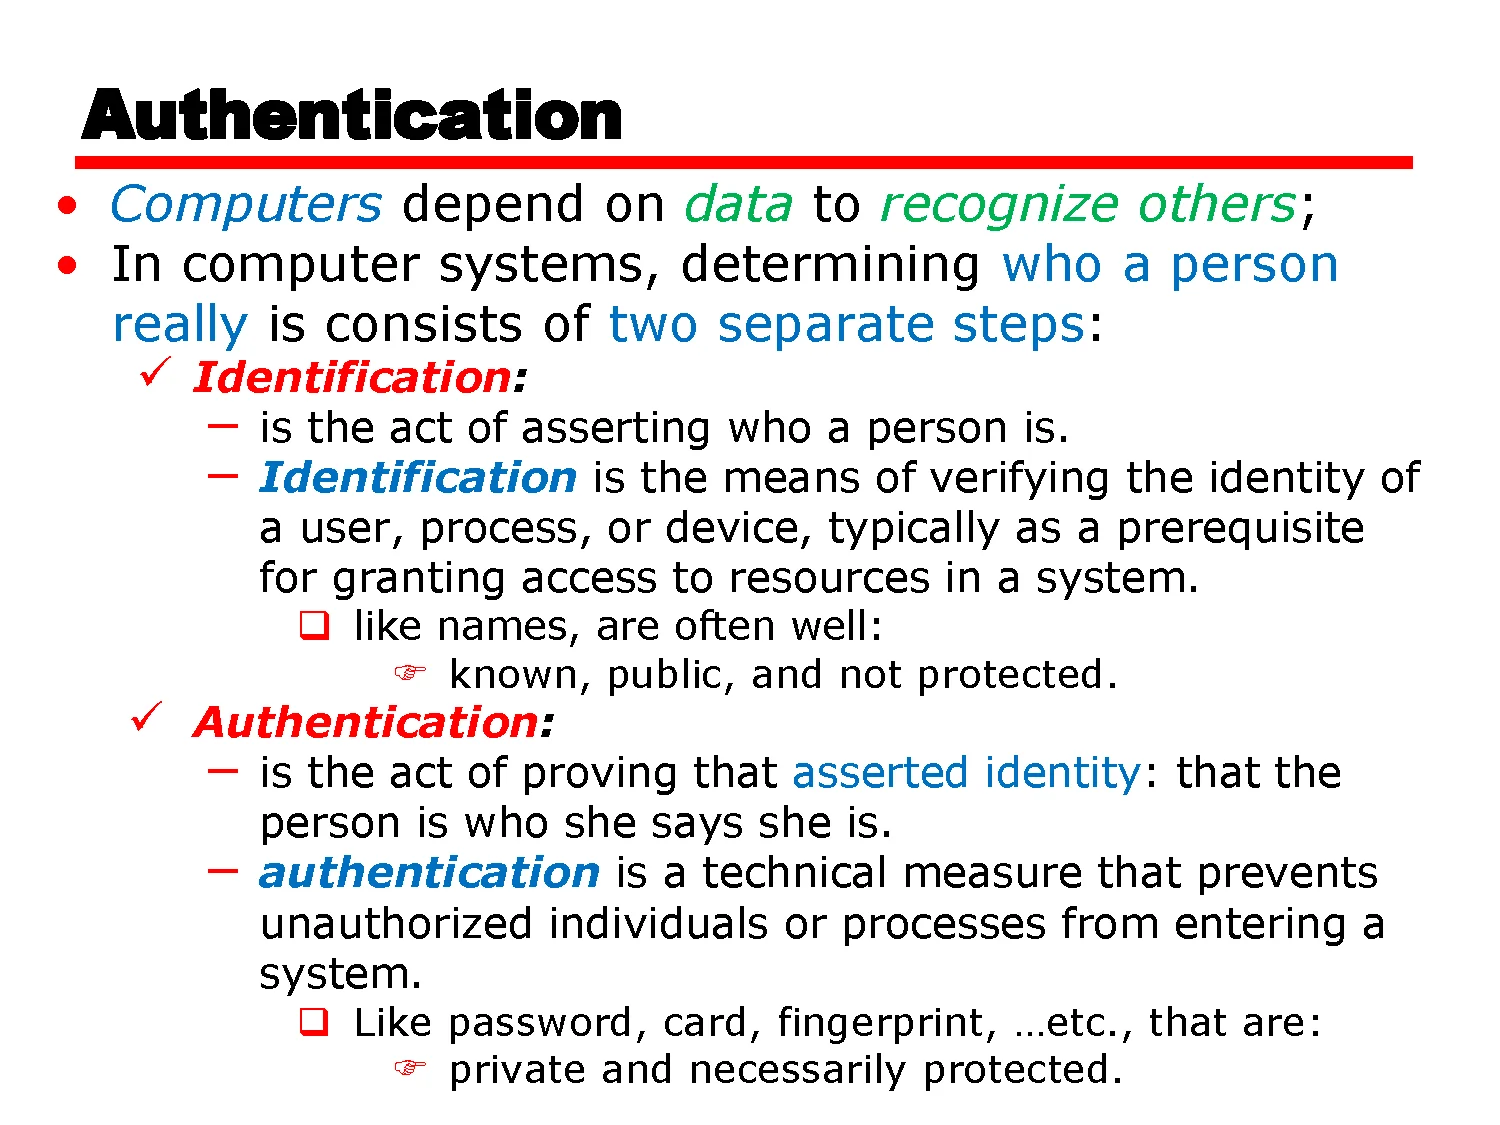 Authentication
• Computers depend on data to recognize others;
• In computer systems, determining who a person
really is consists of two separate steps:
✓ Identification:
– is the act of asserting who a person is.
– Identification is the means of verifying the identity of
a user, process, or device, typically as a prerequisite
for granting access to resources in a system.
❑ like names, are often well:
☞ known, public, and not protected.
✓ Authentication:
– is the act of proving that asserted identity: that the
person is who she says she is.
– authentication is a technical measure that prevents
unauthorized individuals or processes from entering a
system.
❑ Like password, card, fingerprint, …etc., that are:
☞ private and necessarily protected.